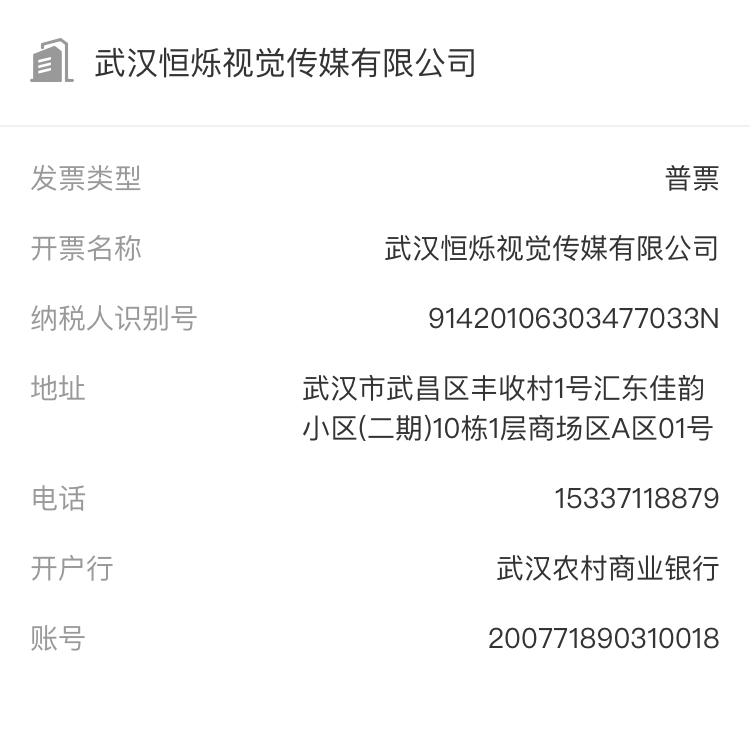 武汉恒烁视觉传媒有限公司
发票类型 普票
开票名称 武汉恒烁视觉传媒有限公司
纳税人识别号 91420106303477033N
地址 武汉市武昌区丰收村1号汇东佳韵
小区(二期)10栋1层商场区A区01号
电话 15337118879
开户行 武汉农村商业银行
账号 200771890310018